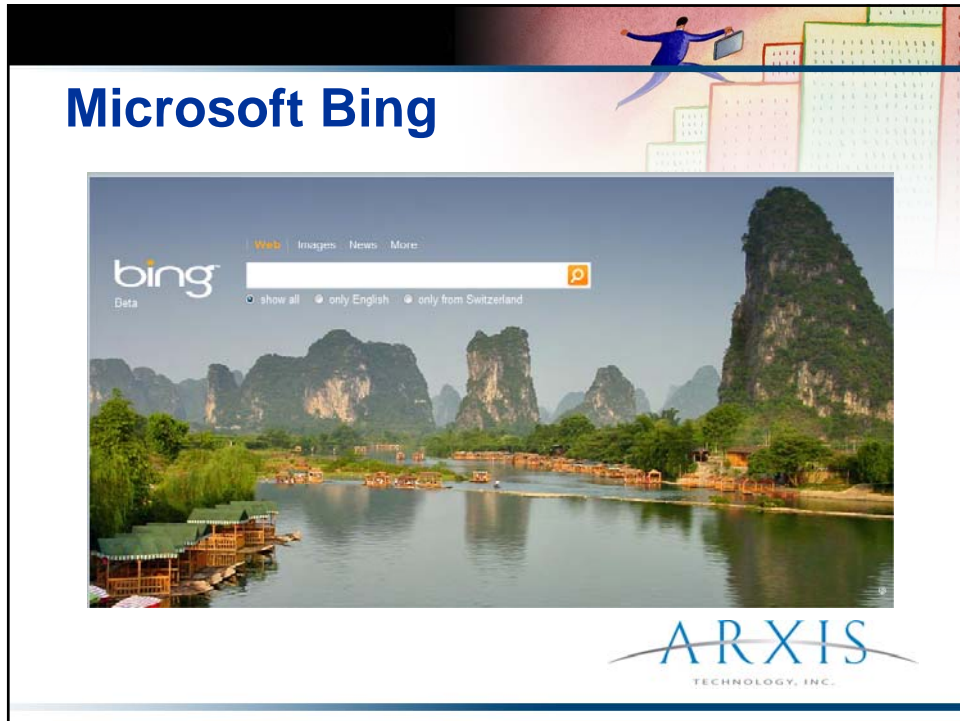 Microsoft Bing
Web Images News More
bing
Beta
show all only English only from Switzerland
ARXIS
TECHNOLOGY, INC.